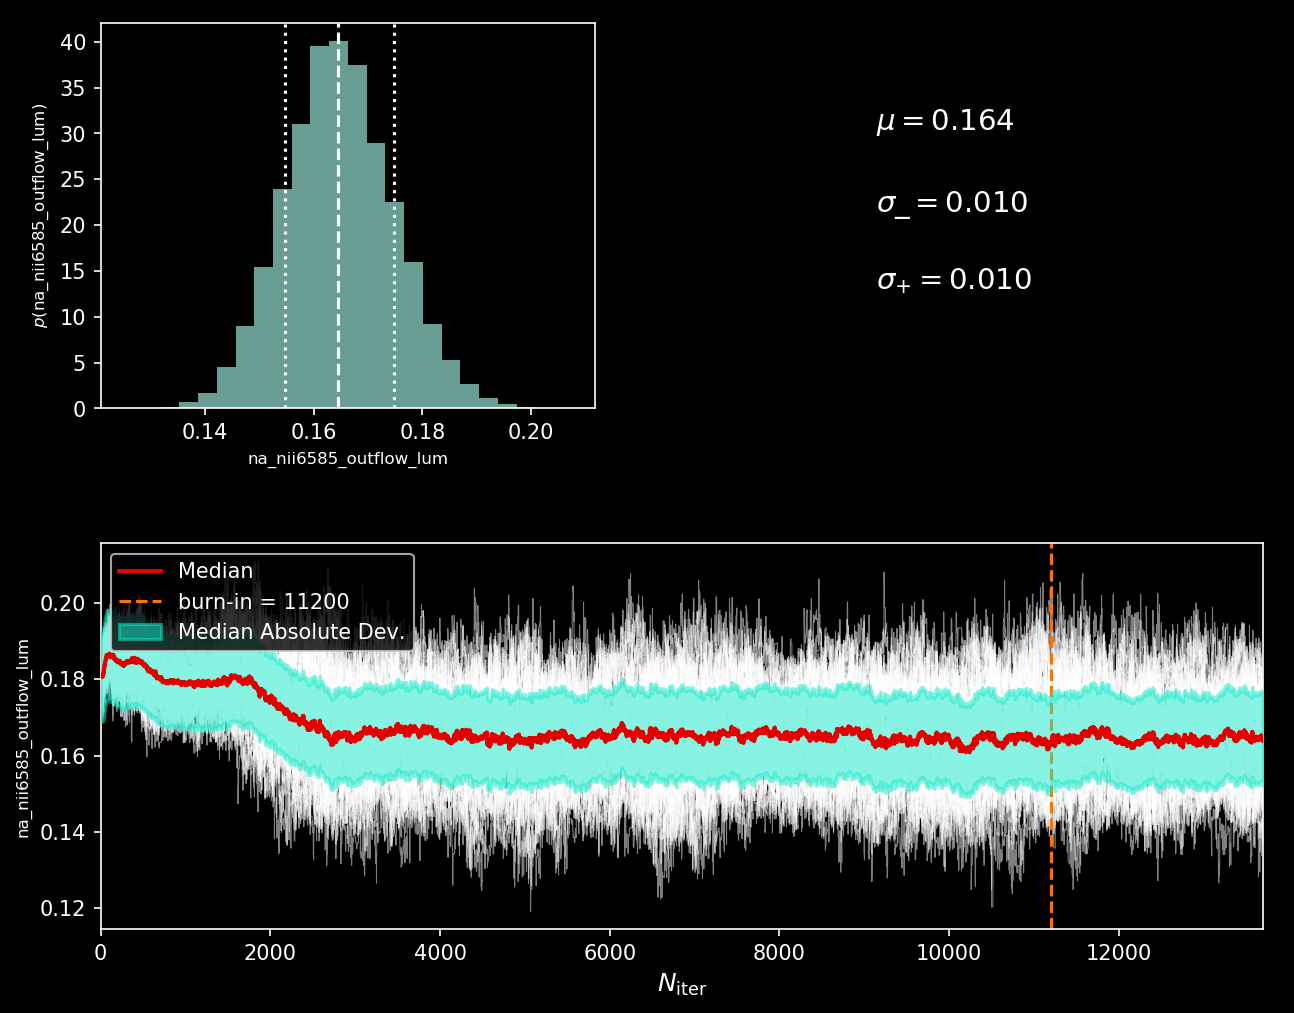 40
35
30
25
20
15
10
5
0
p(na_nii6585_outflow_lum)
0.14 0.16 0.18 0.20
na_nii6585_outflow_lum
μ = 0.164
σ₋ = 0.010
σ₊ = 0.010
Median
burn-in = 11200
Median Absolute Dev.
0.20
0.18
0.16
0.14
0.12
na_nii6585_outflow_lum
0 2000 4000 6000 8000 10000 12000
N_iter